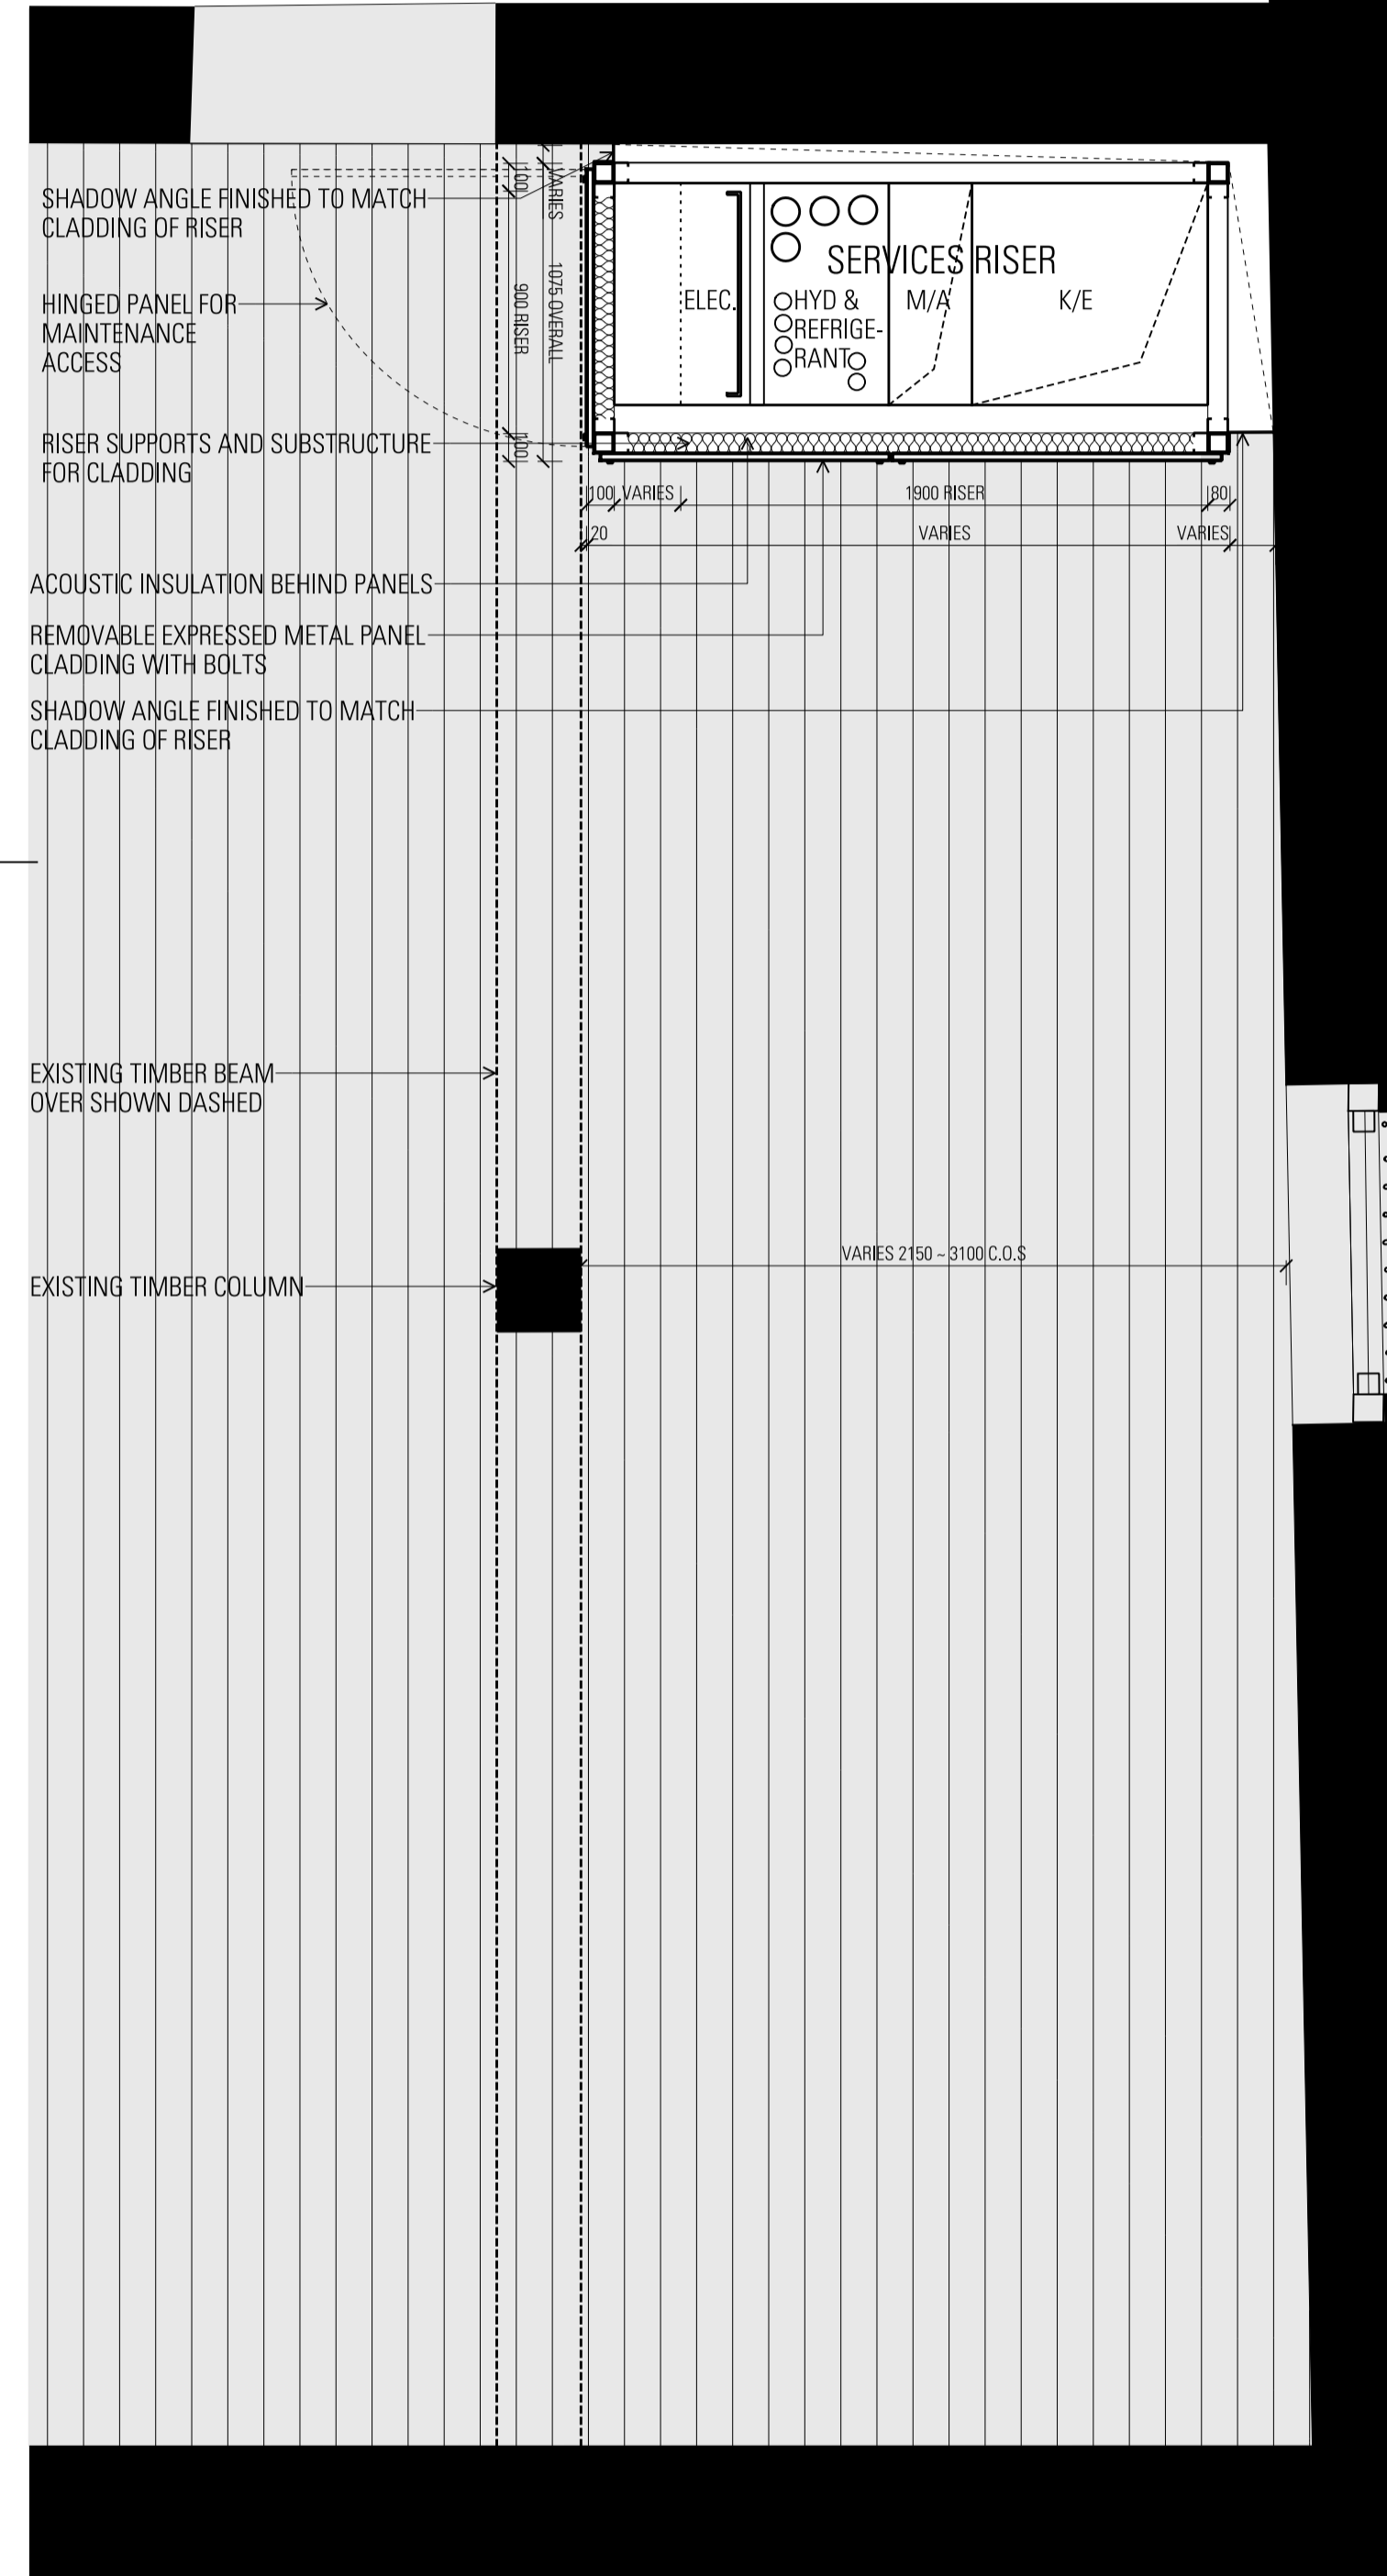 SHADOW ANGLE FINISHED TO MATCH
CLADDING OF RISER
HINGED PANEL FOR
MAINTENANCE
ACCESS
RISER SUPPORTS AND SUBSTRUCTURE
FOR CLADDING
ACOUSTIC INSULATION BEHIND PANELS
REMOVABLE EXPRESSED METAL PANEL
CLADDING WITH BOLTS
SHADOW ANGLE FINISHED TO MATCH
CLADDING OF RISER
EXISTING TIMBER BEAM
OVER SHOWN DASHED
EXISTING TIMBER COLUMN
100
900 RISER
100
VARIES
1075 OVERALL
SERVICES RISER
ELEC.
HYD &
REFRIGE-
RANT
M/A
K/E
100
VARIES
1900 RISER
80
20
VARIES
VARIES
VARIES 2150 ~ 3100 C.O.S